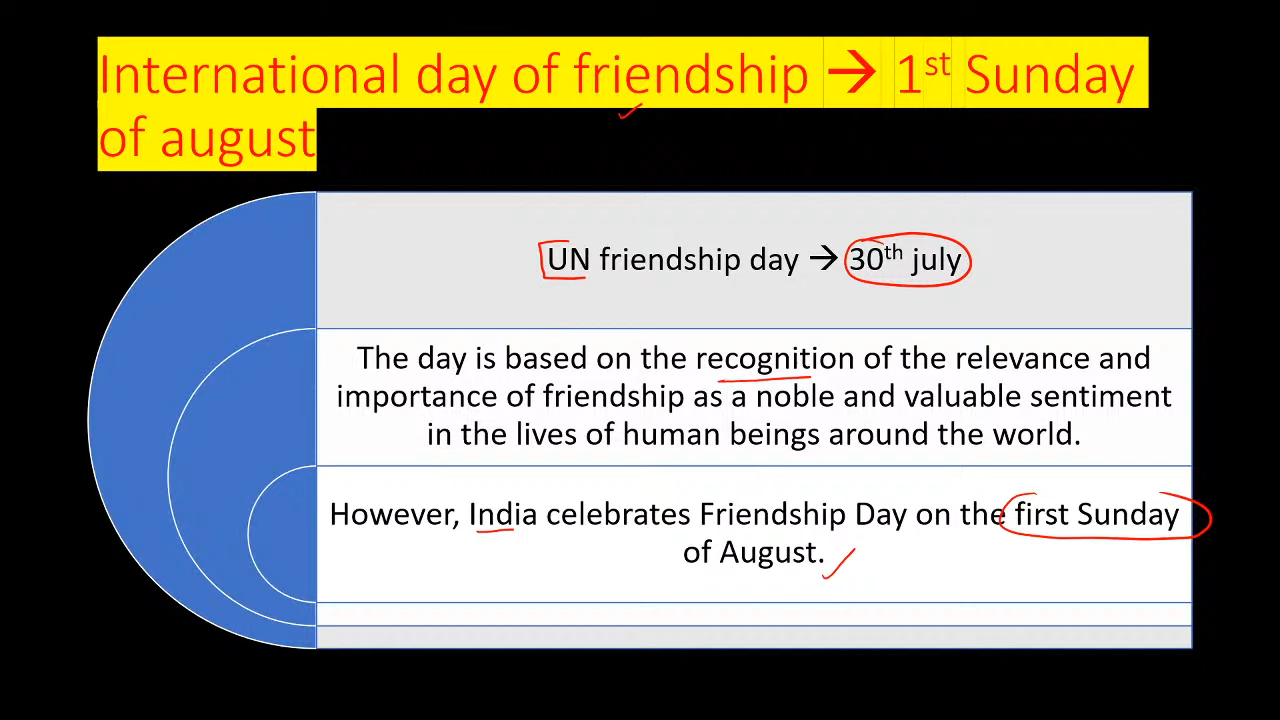 International day of friendship → 1st Sunday
of august
UN friendship day → 30th july
The day is based on the recognition of the relevance and
importance of friendship as a noble and valuable sentiment
in the lives of human beings around the world.
However, India celebrates Friendship Day on the first Sunday
of August.